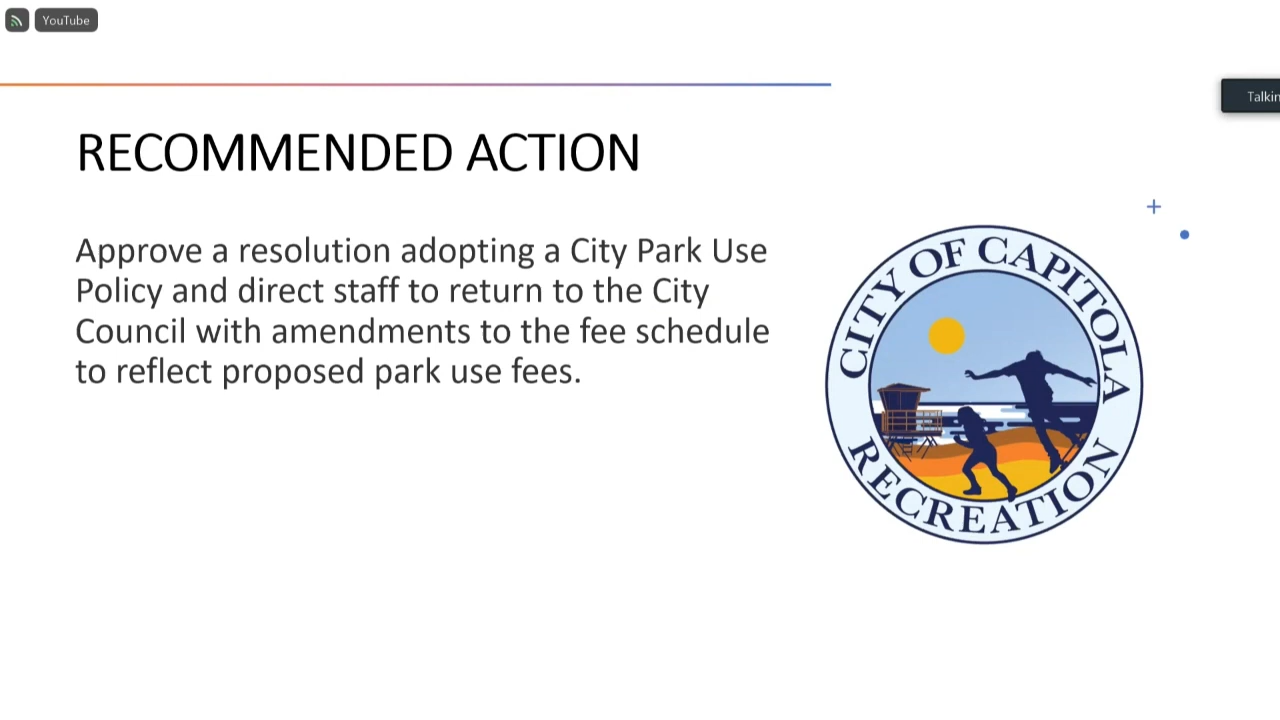 YouTube
Talkin
RECOMMENDED ACTION
Approve a resolution adopting a City Park Use
Policy and direct staff to return to the City
Council with amendments to the fee schedule
to reflect proposed park use fees.
CITY OF CAPITOLA
RECREATION